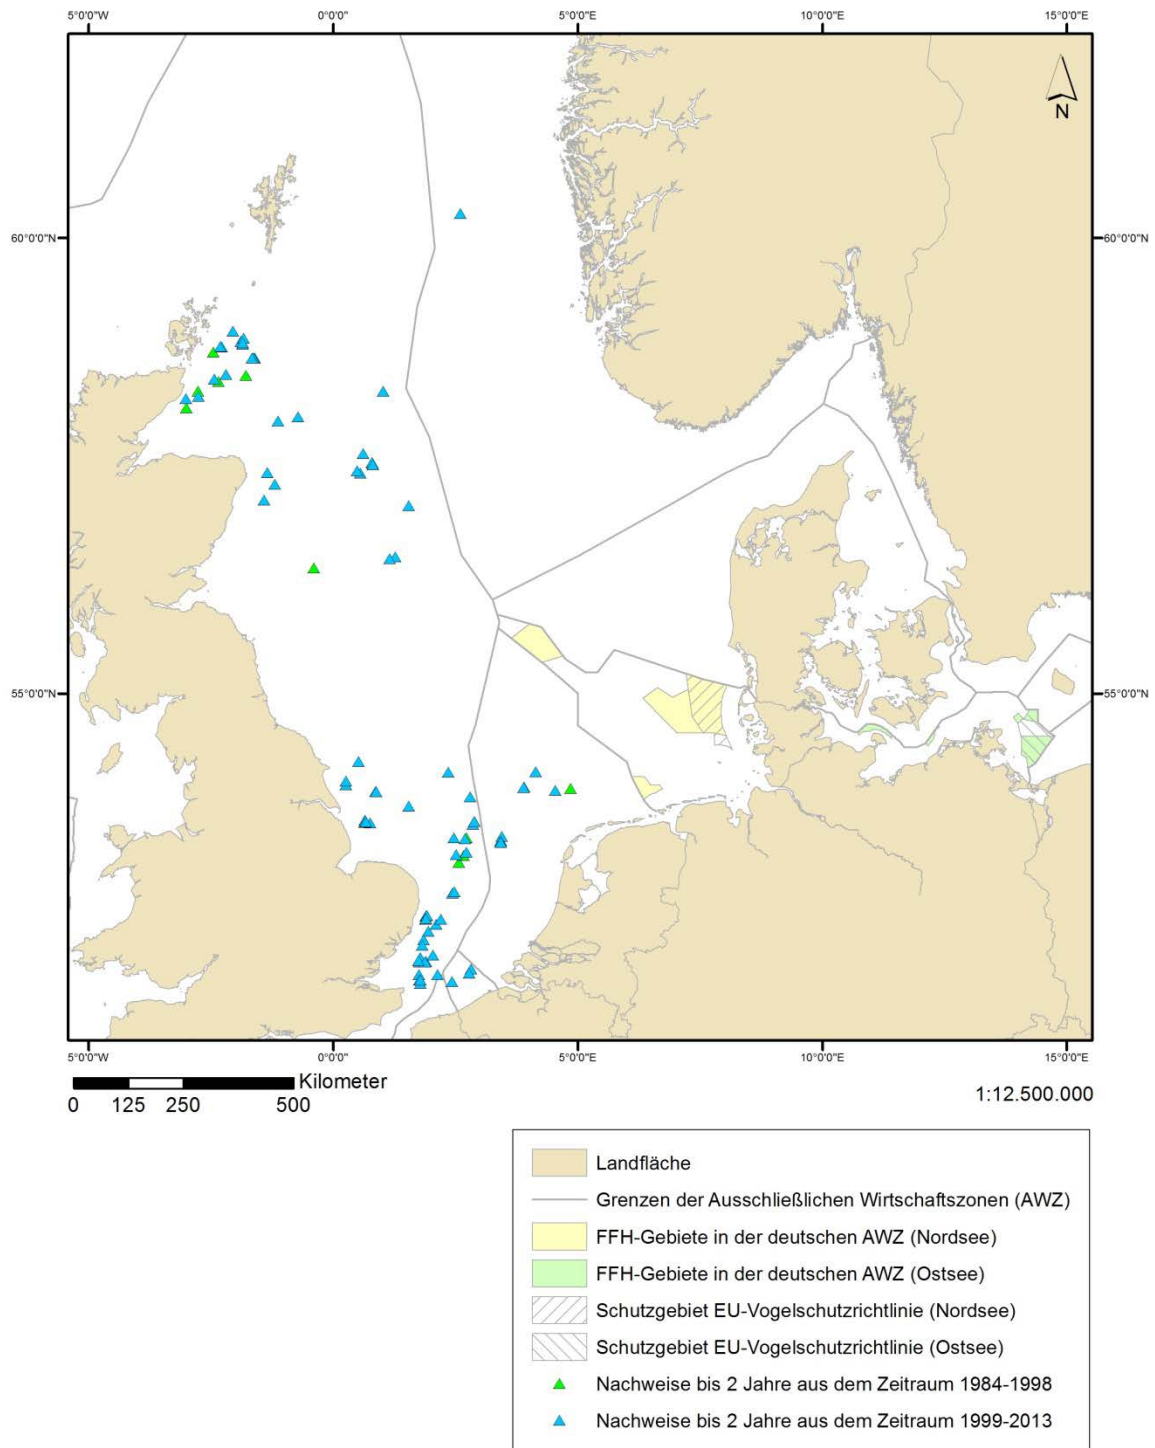 5°0'0"W 0°0'0"E 5°0'0"E 10°0'0"E 15°0'0"E
N
60°0'0"N 60°0'0"N
55°0'0"N 55°0'0"N
5°0'0"W 0°0'0"E 5°0'0"E 10°0'0"E 15°0'0"E
Kilometer
0 125 250 500
1:12.500.000
Landfläche
Grenzen der Ausschließlichen Wirtschaftszonen (AWZ)
FFH-Gebiete in der deutschen AWZ (Nordsee)
FFH-Gebiete in der deutschen AWZ (Ostsee)
Schutzgebiet EU-Vogelschutzrichtlinie (Nordsee)
Schutzgebiet EU-Vogelschutzrichtlinie (Ostsee)
Nachweise bis 2 Jahre aus dem Zeitraum 1984-1998
Nachweise bis 2 Jahre aus dem Zeitraum 1999-2013